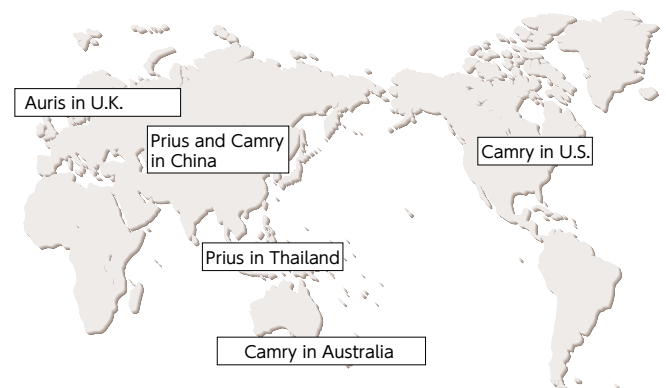 Auris in U.K.
Prius and Camry
in China
Camry in U.S.
Prius in Thailand
Camry in Australia